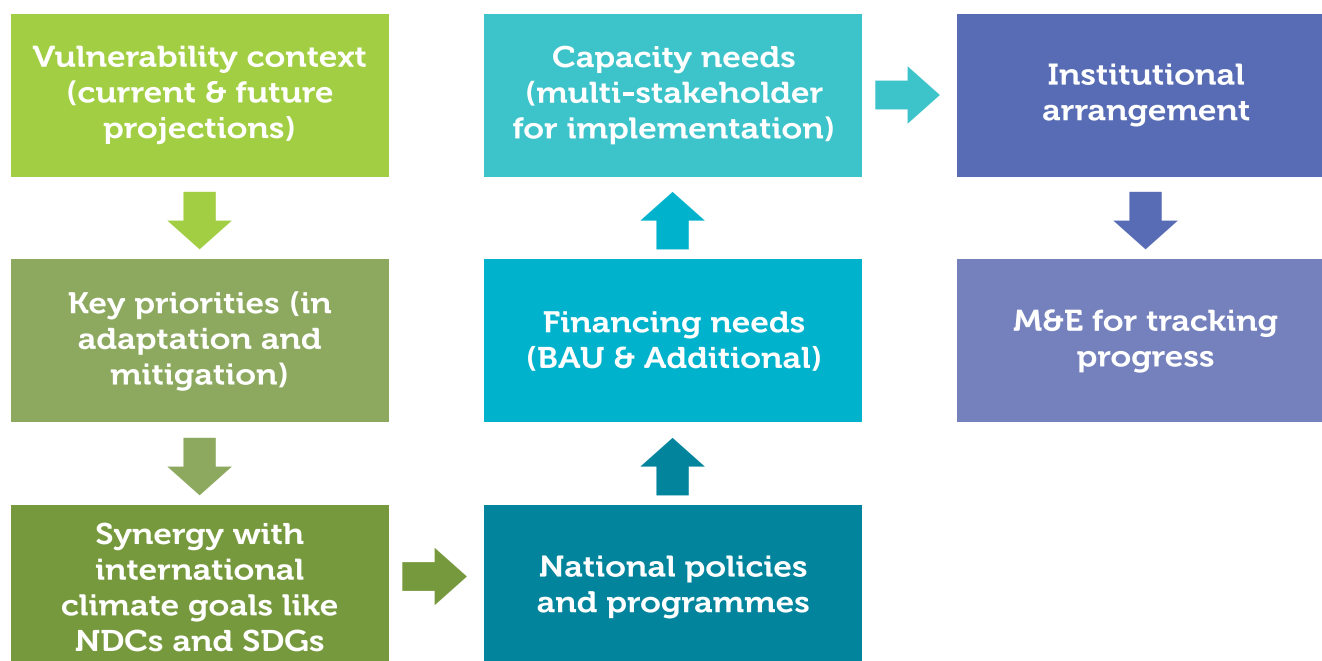 Vulnerability context
(current & future
projections)
Key priorities (in
adaptation and
mitigation)
Synergy with
international
climate goals like
NDCs and SDGs
National policies
and programmes
Financing needs
(BAU & Additional)
Capacity needs
(multi-stakeholder
for implementation)
Institutional
arrangement
M&E for tracking
progress